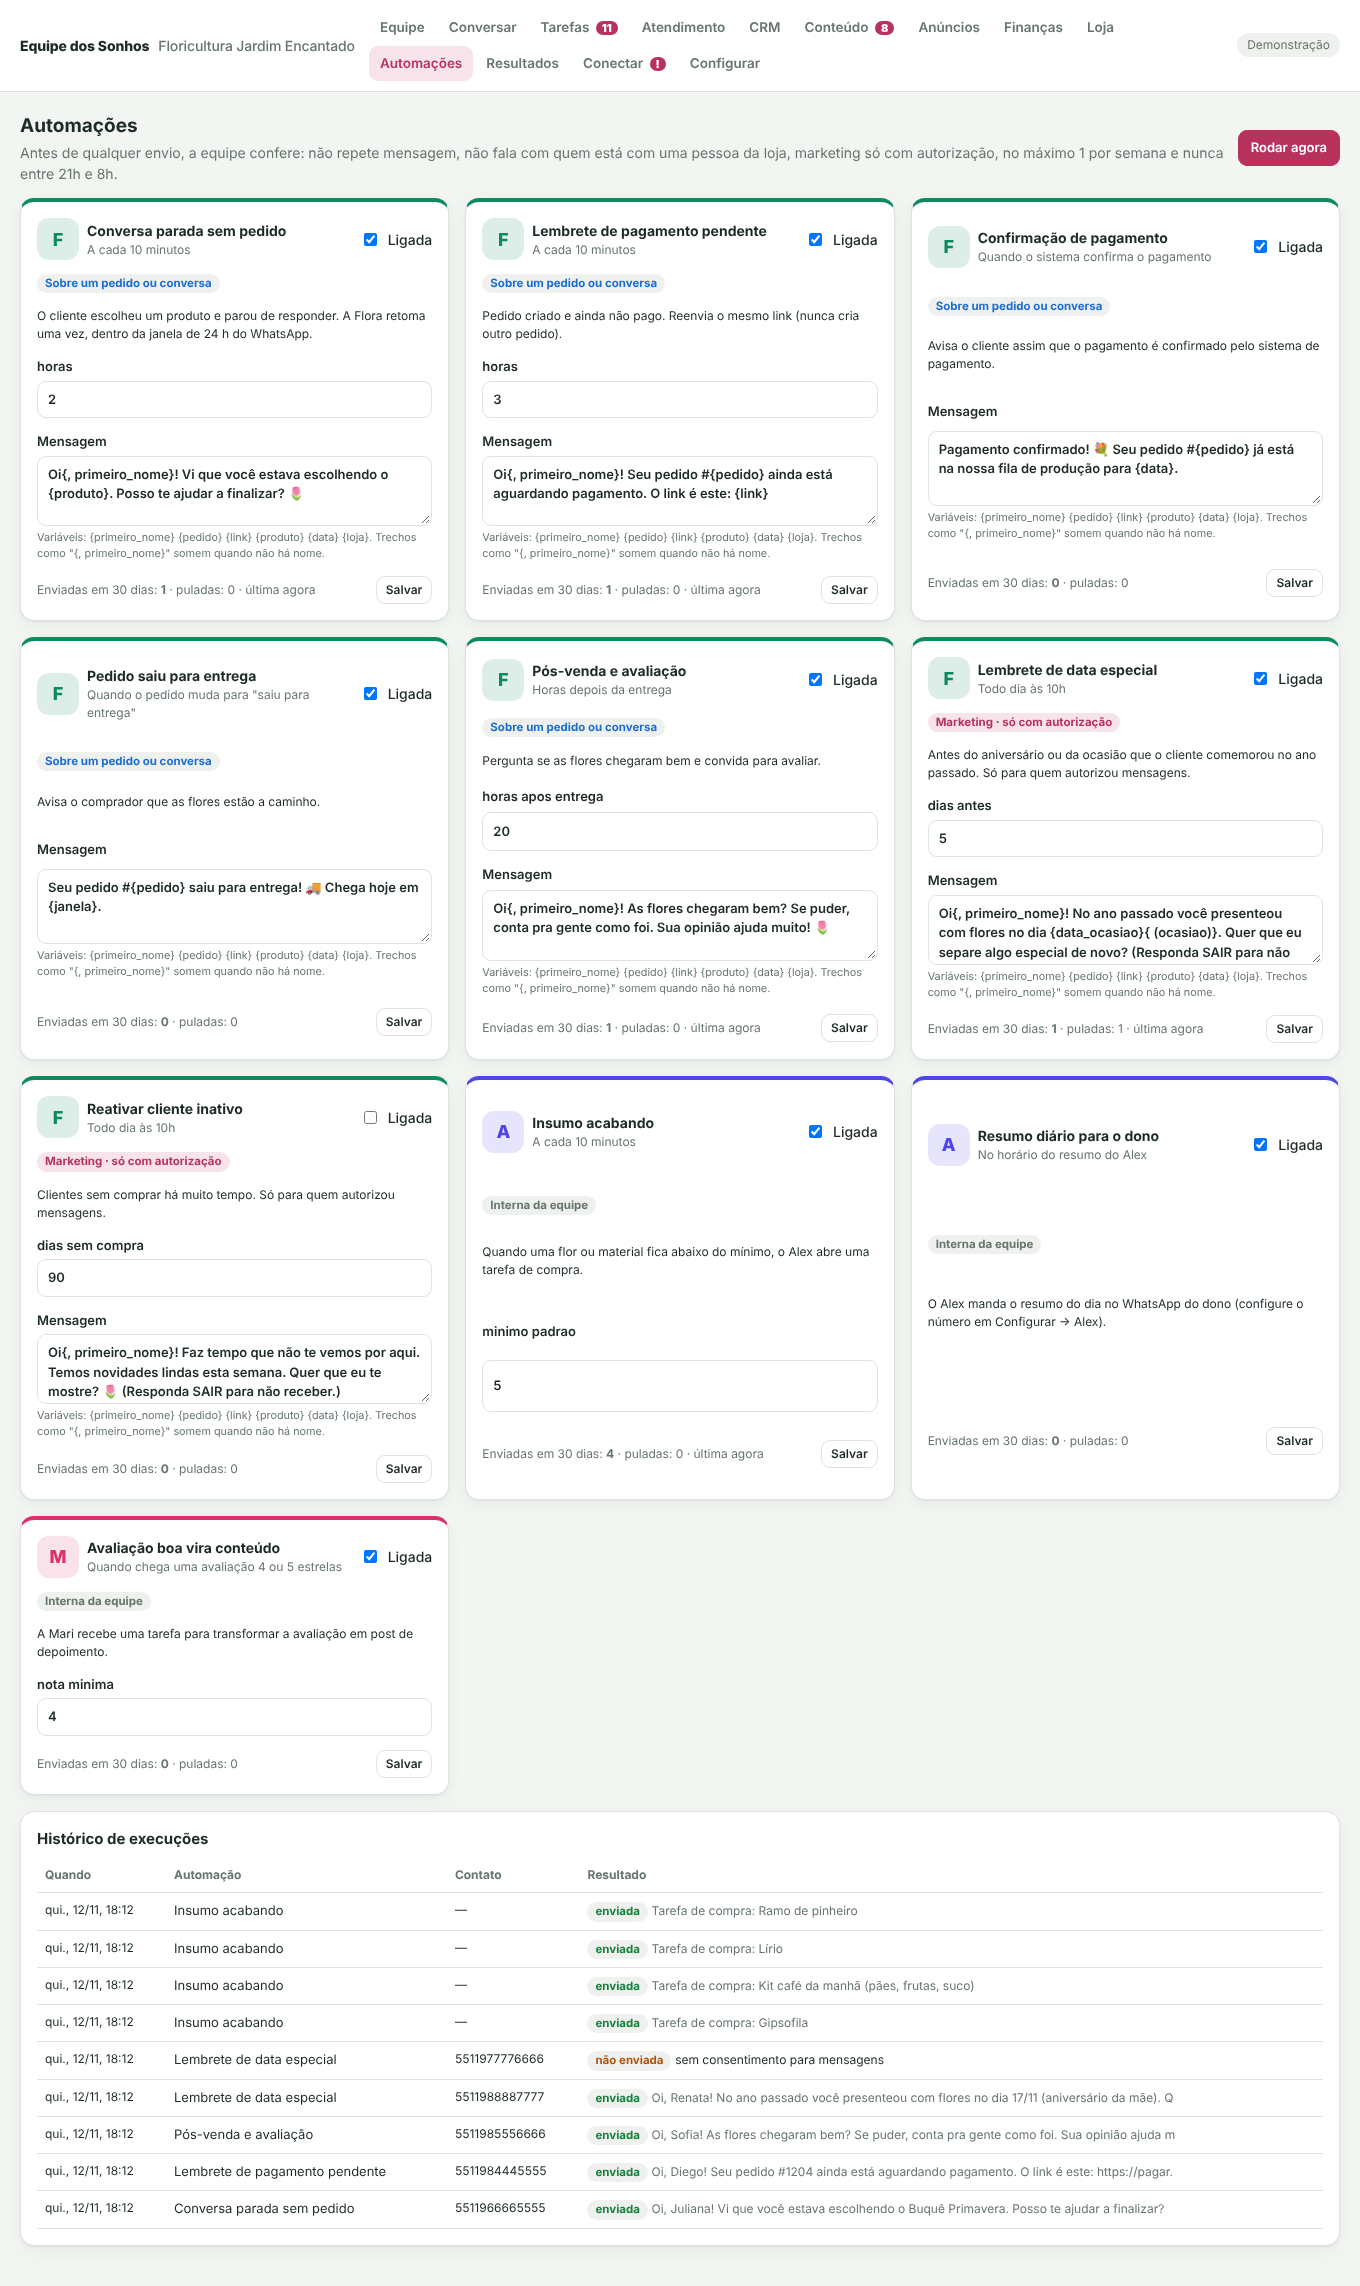 Equipe dos Sonhos Floricultura Jardim Encantado
Equipe Conversar Tarefas 11 Atendimento CRM Conteúdo 8 Anúncios Finanças Loja
Automações Resultados Conectar ! Configurar
Demonstração
Automações
Antes de qualquer envio, a equipe confere: não repete mensagem, não fala com quem está com uma pessoa da loja, marketing só com autorização, no máximo 1 por semana e nunca
entre 21h e 8h.
Rodar agora
F
Conversa parada sem pedido
A cada 10 minutos
Ligada
Sobre um pedido ou conversa
O cliente escolheu um produto e parou de responder. A Flora retoma
uma vez, dentro da janela de 24 h do WhatsApp.
horas
2
Mensagem
Oi{, primeiro_nome}! Vi que você estava escolhendo o
{produto}. Posso te ajudar a finalizar? 🌷
Variáveis: {primeiro_nome} {pedido} {link} {produto} {data} {loja}. Trechos
como "{, primeiro_nome}" somem quando não há nome.
Enviadas em 30 dias: 1 · puladas: 0 · última agora
Salvar
F
Lembrete de pagamento pendente
A cada 10 minutos
Ligada
Sobre um pedido ou conversa
Pedido criado e ainda não pago. Reenvia o mesmo link (nunca cria
outro pedido).
horas
3
Mensagem
Oi{, primeiro_nome}! Seu pedido #{pedido} ainda está
aguardando pagamento. O link é este: {link}
Variáveis: {primeiro_nome} {pedido} {link} {produto} {data} {loja}. Trechos
como "{, primeiro_nome}" somem quando não há nome.
Enviadas em 30 dias: 1 · puladas: 0 · última agora
Salvar
F
Confirmação de pagamento
Quando o sistema confirma o pagamento
Ligada
Sobre um pedido ou conversa
Avisa o cliente assim que o pagamento é confirmado pelo sistema de
pagamento.
Mensagem
Pagamento confirmado! 💐 Seu pedido #{pedido} já está
na nossa fila de produção para {data}.
Variáveis: {primeiro_nome} {pedido} {link} {produto} {data} {loja}. Trechos
como "{, primeiro_nome}" somem quando não há nome.
Enviadas em 30 dias: 0 · puladas: 0
Salvar
F
Pedido saiu para entrega
Quando o pedido muda para "saiu para
entrega"
Ligada
Sobre um pedido ou conversa
Avisa o comprador que as flores estão a caminho.
Mensagem
Seu pedido #{pedido} saiu para entrega! 🚚 Chega hoje em
{janela}.
Variáveis: {primeiro_nome} {pedido} {link} {produto} {data} {loja}. Trechos
como "{, primeiro_nome}" somem quando não há nome.
Enviadas em 30 dias: 0 · puladas: 0
Salvar
F
Pós-venda e avaliação
Horas depois da entrega
Ligada
Sobre um pedido ou conversa
Pergunta se as flores chegaram bem e convida para avaliar.
horas apos entrega
20
Mensagem
Oi{, primeiro_nome}! As flores chegaram bem? Se puder,
conta pra gente como foi. Sua opinião ajuda muito! 🌷
Variáveis: {primeiro_nome} {pedido} {link} {produto} {data} {loja}. Trechos
como "{, primeiro_nome}" somem quando não há nome.
Enviadas em 30 dias: 1 · puladas: 0 · última agora
Salvar
F
Lembrete de data especial
Todo dia às 10h
Ligada
Marketing · só com autorização
Antes do aniversário ou da ocasião que o cliente comemorou no ano
passado. Só para quem autorizou mensagens.
dias antes
5
Mensagem
Oi{, primeiro_nome}! No ano passado você presenteou
com flores no dia {data_ocasiao}{ (ocasiao)}. Quer que eu
separe algo especial de novo? (Responda SAIR para não
Variáveis: {primeiro_nome} {pedido} {link} {produto} {data} {loja}. Trechos
como "{, primeiro_nome}" somem quando não há nome.
Enviadas em 30 dias: 1 · puladas: 1 · última agora
Salvar
F
Reativar cliente inativo
Todo dia às 10h
Ligada
Marketing · só com autorização
Clientes sem comprar há muito tempo. Só para quem autorizou
mensagens.
dias sem compra
90
Mensagem
Oi{, primeiro_nome}! Faz tempo que não te vemos por aqui.
Temos novidades lindas esta semana. Quer que eu te
mostre? 🌷 (Responda SAIR para não receber.)
Variáveis: {primeiro_nome} {pedido} {link} {produto} {data} {loja}. Trechos
como "{, primeiro_nome}" somem quando não há nome.
Enviadas em 30 dias: 0 · puladas: 0
Salvar
A
Insumo acabando
A cada 10 minutos
Ligada
Interna da equipe
Quando uma flor ou material fica abaixo do mínimo, o Alex abre uma
tarefa de compra.
minimo padrao
5
Enviadas em 30 dias: 4 · puladas: 0 · última agora
Salvar
A
Resumo diário para o dono
No horário do resumo do Alex
Ligada
Interna da equipe
O Alex manda o resumo do dia no WhatsApp do dono (configure o
número em Configurar → Alex).
Enviadas em 30 dias: 0 · puladas: 0
Salvar
M
Avaliação boa vira conteúdo
Quando chega uma avaliação 4 ou 5 estrelas
Ligada
Interna da equipe
A Mari recebe uma tarefa para transformar a avaliação em post de
depoimento.
nota minima
4
Enviadas em 30 dias: 0 · puladas: 0
Salvar
Histórico de execuções
Quando Automação Contato Resultado
qui., 12/11, 18:12 Insumo acabando — enviada Tarefa de compra: Ramo de pinheiro
qui., 12/11, 18:12 Insumo acabando — enviada Tarefa de compra: Lírio
qui., 12/11, 18:12 Insumo acabando — enviada Tarefa de compra: Kit café da manhã (pães, frutas, suco)
qui., 12/11, 18:12 Insumo acabando — enviada Tarefa de compra: Gipsofila
qui., 12/11, 18:12 Lembrete de data especial 5511977776666 não enviada sem consentimento para mensagens
qui., 12/11, 18:12 Lembrete de data especial 5511988887777 enviada Oi, Renata! No ano passado você presenteou com flores no dia 17/11 (aniversário da mãe). Q
qui., 12/11, 18:12 Pós-venda e avaliação 5511985556666 enviada Oi, Sofia! As flores chegaram bem? Se puder, conta pra gente como foi. Sua opinião ajuda m
qui., 12/11, 18:12 Lembrete de pagamento pendente 5511984445555 enviada Oi, Diego! Seu pedido #1204 ainda está aguardando pagamento. O link é este: https://pagar.
qui., 12/11, 18:12 Conversa parada sem pedido 5511966665555 enviada Oi, Juliana! Vi que você estava escolhendo o Buquê Primavera. Posso te ajudar a finalizar?